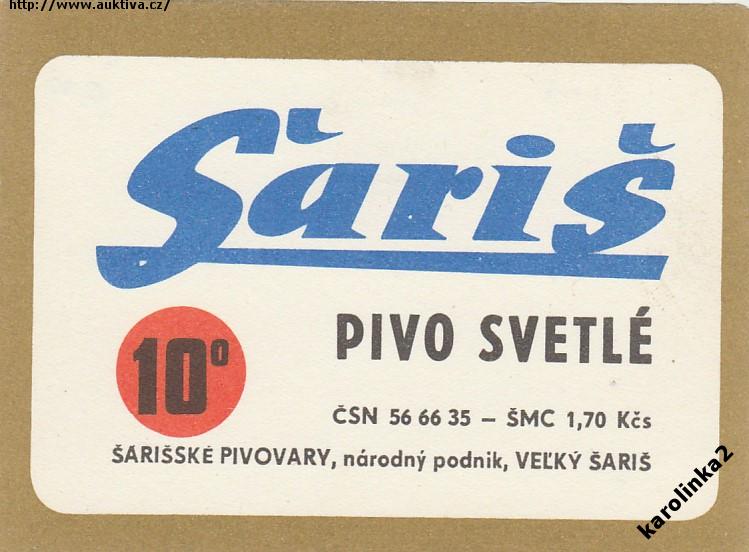 http://www.auktiva.cz/
Šariš
PIVO SVETLÉ
10⁰
ČSN 56 66 35 – ŠMC 1,70 Kčs
ŠARIŠSKÉ PIVOVARY, národný podnik, VEĽKÝ ŠARIŠ
karolinka2